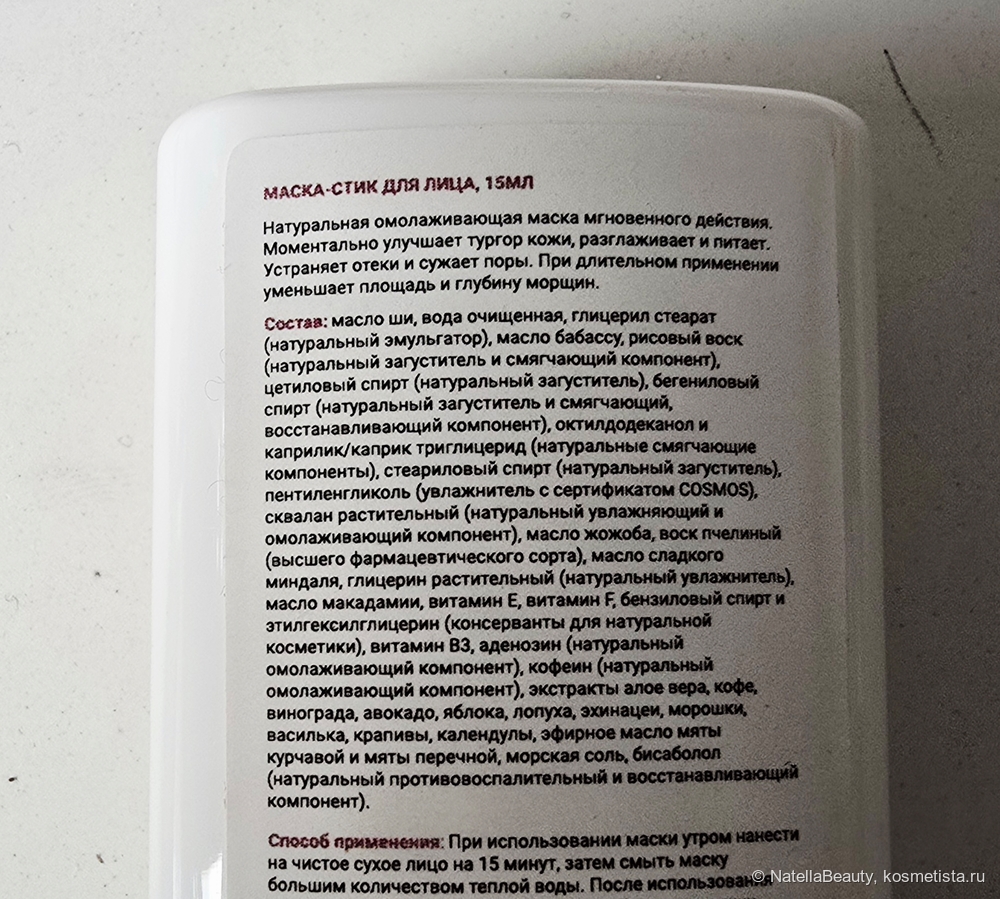 МАСКА-СТИК ДЛЯ ЛИЦА, 15МЛ
Натуральная омолаживающая маска мгновенного действия.
Моментально улучшает тургор кожи, разглаживает и питает.
Устраняет отеки и сужает поры. При длительном применении
уменьшает площадь и глубину морщин.
Состав: масло ши, вода очищенная, глицерил стеарат
(натуральный эмульгатор), масло бабассу, рисовый воск
(натуральный загуститель и смягчающий компонент),
цетиловый спирт (натуральный загуститель), бегениловый
спирт (натуральный загуститель и смягчающий,
восстанавливающий компонент), октилдодеканол и
каприлик/каприк триглицерид (натуральные смягчающие
компоненты), стеариловый спирт (натуральный загуститель),
пентиленгликоль (увлажнитель с сертификатом COSMOS),
сквалан растительный (натуральный увлажняющий и
омолаживающий компонент), масло жожоба, воск пчелиный
(высшего фармацевтического сорта), масло сладкого
миндаля, глицерин растительный (натуральный увлажнитель),
масло макадамии, витамин Е, витамин F, бензиловый спирт и
этилгексилглицерин (консерванты для натуральной
косметики), витамин В3, аденозин (натуральный
омолаживающий компонент), кофеин (натуральный
омолаживающий компонент), экстракты алое вера, кофе,
винограда, авокадо, яблока, лопуха, эхинацеи, морошки,
василька, крапивы, календулы, эфирное масло мяты
курчавой и мяты перечной, морская соль, бисаболол
(натуральный противовоспалительный и восстанавливающий
компонент).
Способ применения: При использовании маски утром нанести
на чистое сухое лицо на 15 минут, затем смыть маску
большим количеством теплой воды. После использования
© NatellaBeauty, kosmetista.ru